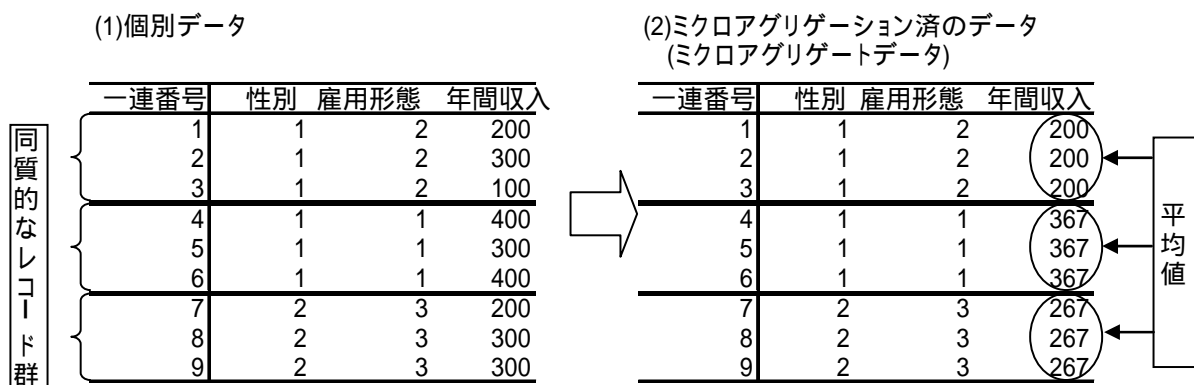 (1)個別データ
一連番号 性別 雇用形態 年間収入
1 1 2 200
2 1 2 300
3 1 2 100
4 1 1 400
5 1 1 300
6 1 1 400
7 2 3 200
8 2 3 300
9 2 3 300
同質的なレコード群
(2)ミクロアグリゲーション済のデータ
(ミクロアグリゲートデータ)
一連番号 性別 雇用形態 年間収入
1 1 2 200
2 1 2 200
3 1 2 200
4 1 1 367
5 1 1 367
6 1 1 367
7 2 3 267
8 2 3 267
9 2 3 267
平均値